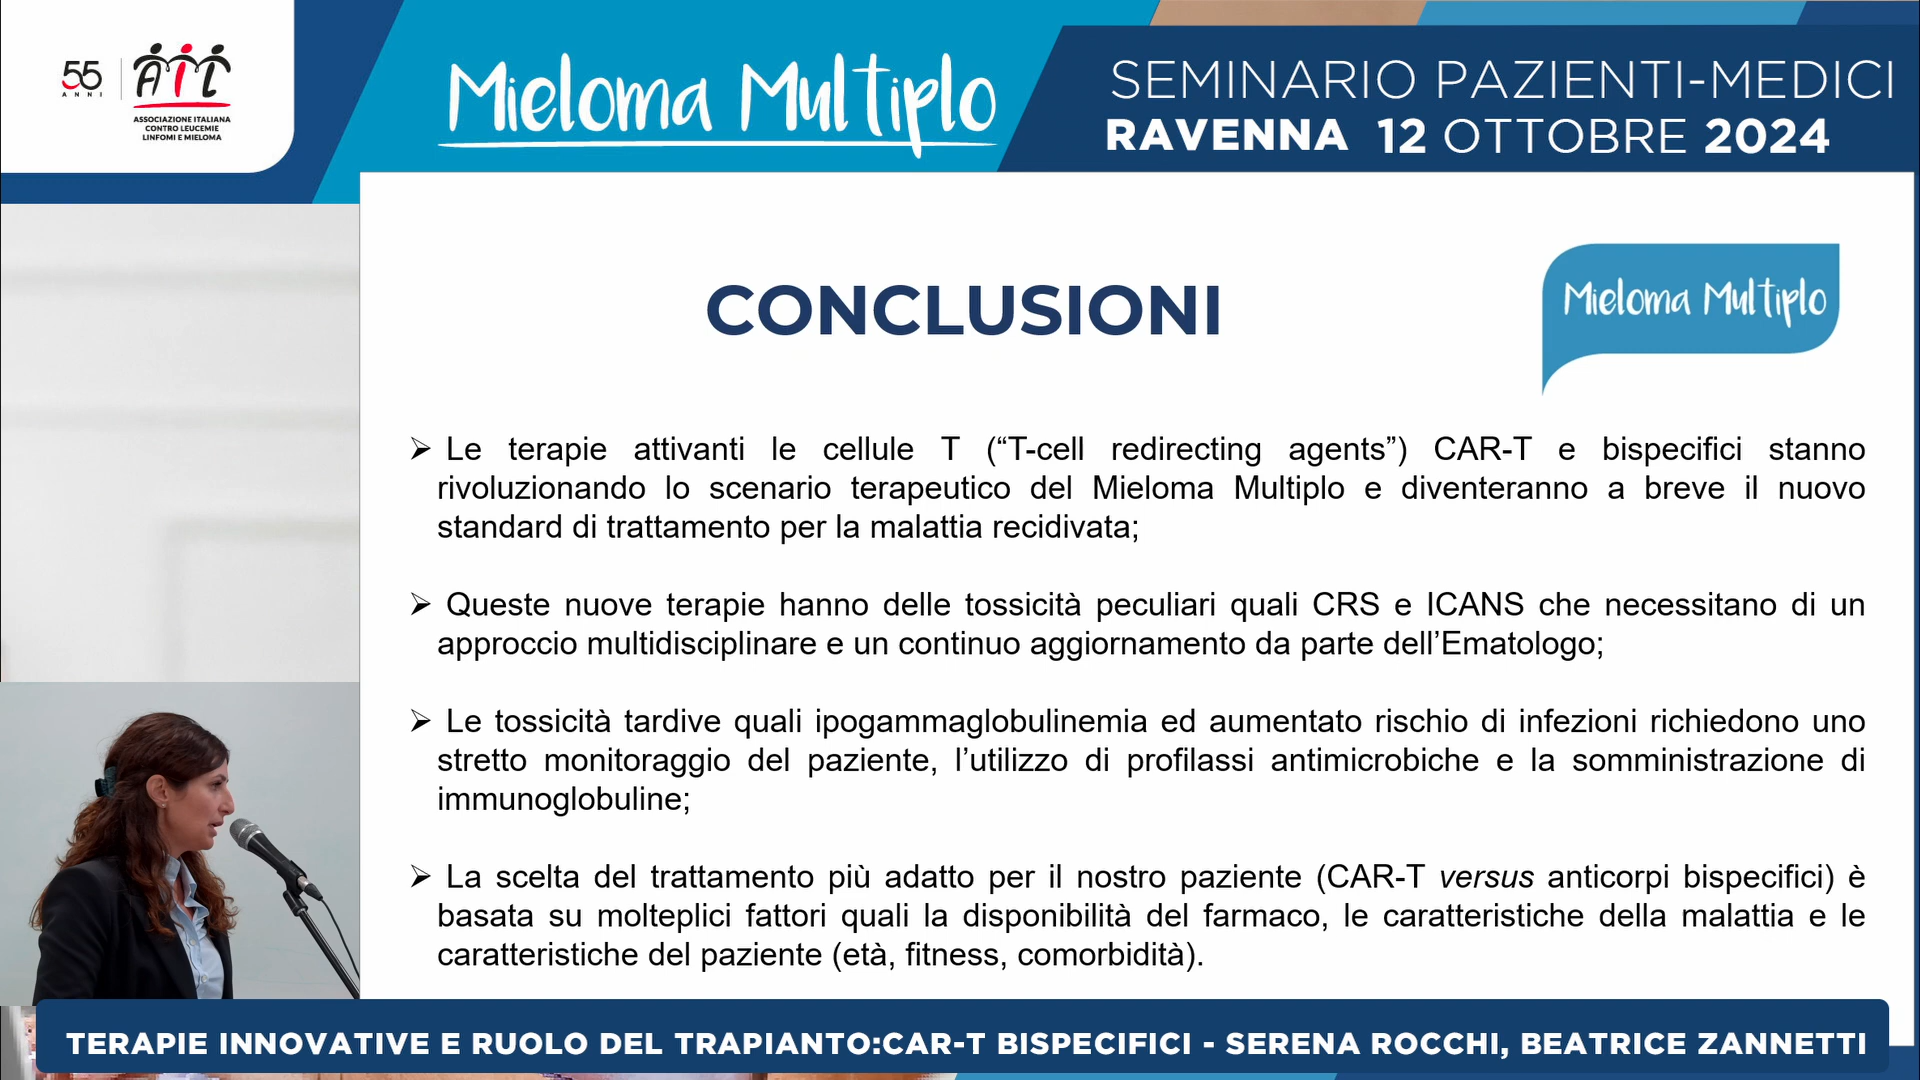 55
ANNI
AIL
ASSOCIAZIONE ITALIANA
CONTRO LEUCEMIE
LINFOMI E MIELOMA
Mieloma Multiplo
SEMINARIO PAZIENTI-MEDICI
RAVENNA 12 OTTOBRE 2024
CONCLUSIONI
Mieloma Multiplo
➢ Le terapie attivanti le cellule T (“T-cell redirecting agents”) CAR-T e bispecifici stanno
rivoluzionando lo scenario terapeutico del Mieloma Multiplo e diventeranno a breve il nuovo
standard di trattamento per la malattia recidivata;
➢ Queste nuove terapie hanno delle tossicità peculiari quali CRS e ICANS che necessitano di un
approccio multidisciplinare e un continuo aggiornamento da parte dell’Ematologo;
➢ Le tossicità tardive quali ipogammaglobulinemia ed aumentato rischio di infezioni richiedono uno
stretto monitoraggio del paziente, l’utilizzo di profilassi antimicrobiche e la somministrazione di
immunoglobuline;
➢ La scelta del trattamento più adatto per il nostro paziente (CAR-T versus anticorpi bispecifici) è
basata su molteplici fattori quali la disponibilità del farmaco, le caratteristiche della malattia e le
caratteristiche del paziente (età, fitness, comorbidità).
TERAPIE INNOVATIVE E RUOLO DEL TRAPIANTO:CAR-T BISPECIFICI - SERENA ROCCHI, BEATRICE ZANNETTI